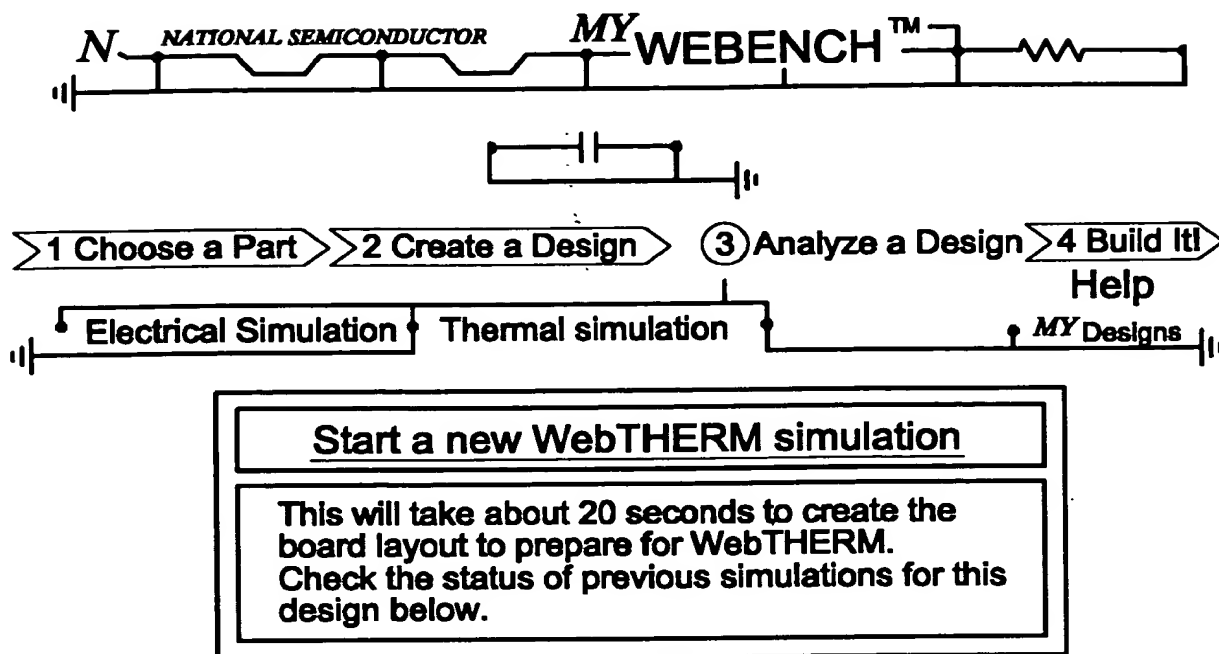 N NATIONAL SEMICONDUCTOR MY WEBENCH™
1 Choose a Part 2 Create a Design 3 Analyze a Design 4 Build It!
Help
Electrical Simulation Thermal simulation MY Designs
Start a new WebTHERM simulation
This will take about 20 seconds to create the
board layout to prepare for WebTHERM.
Check the status of previous simulations for this
design below.